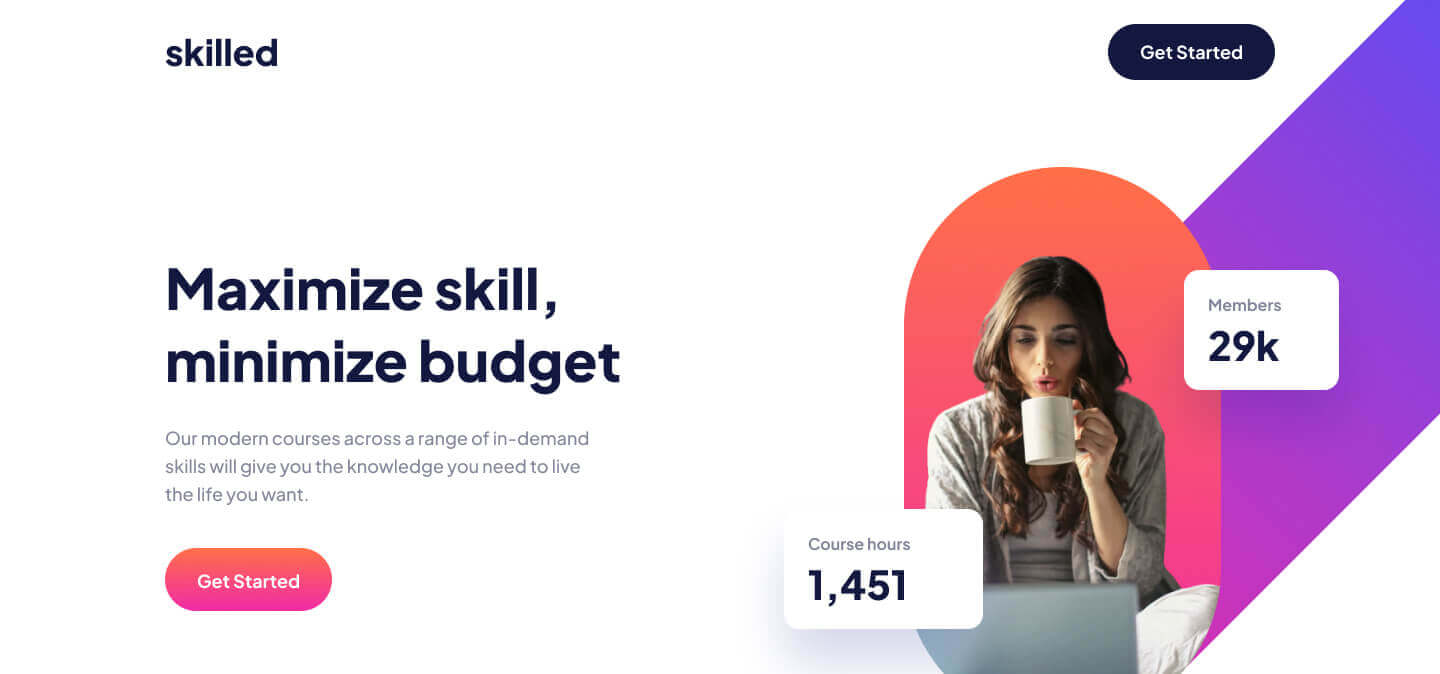 skilled
Get Started
Maximize skill,
minimize budget
Our modern courses across a range of in-demand
skills will give you the knowledge you need to live
the life you want.
Get Started
Members
29k
Course hours
1,451